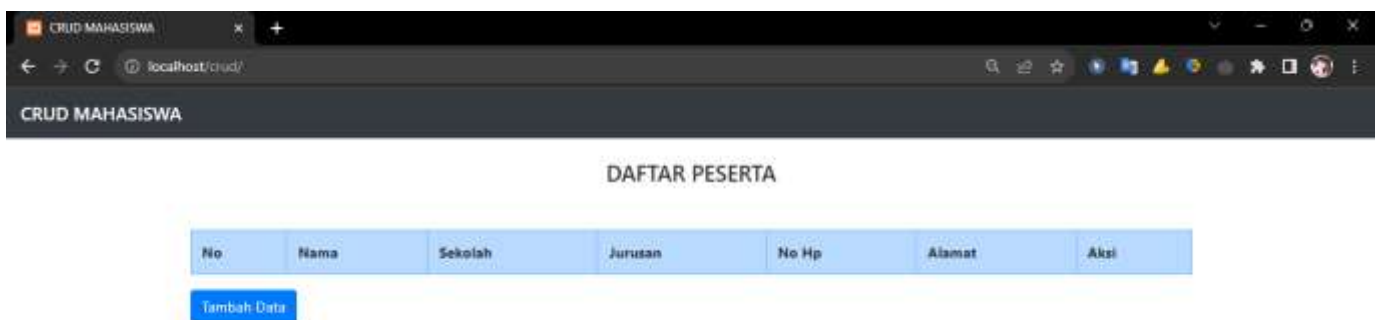 CRUD MAHASISWA
localhost/crud/
CRUD MAHASISWA
DAFTAR PESERTA
No Nama Sekolah Jurusan No Hp Alamat Aksi
Tambah Data